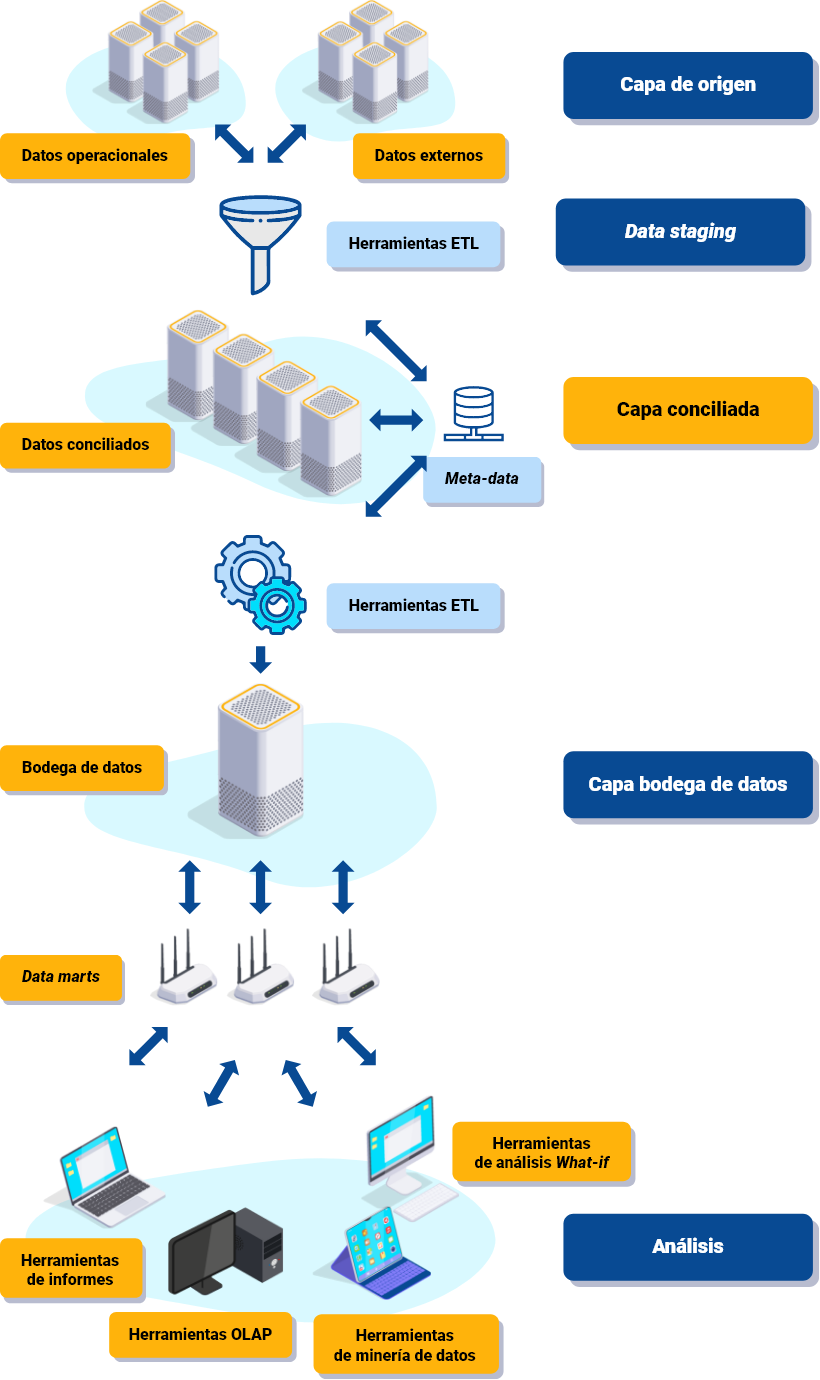 Capa de origen
Datos operacionales
Datos externos
Data staging
Herramientas ETL
Capa conciliada
Datos conciliados
Meta-data
Herramientas ETL
Bodega de datos
Capa bodega de datos
Data marts
Herramientas
de análisis What-if
Análisis
Herramientas
de informes
Herramientas OLAP
Herramientas
de minería de datos